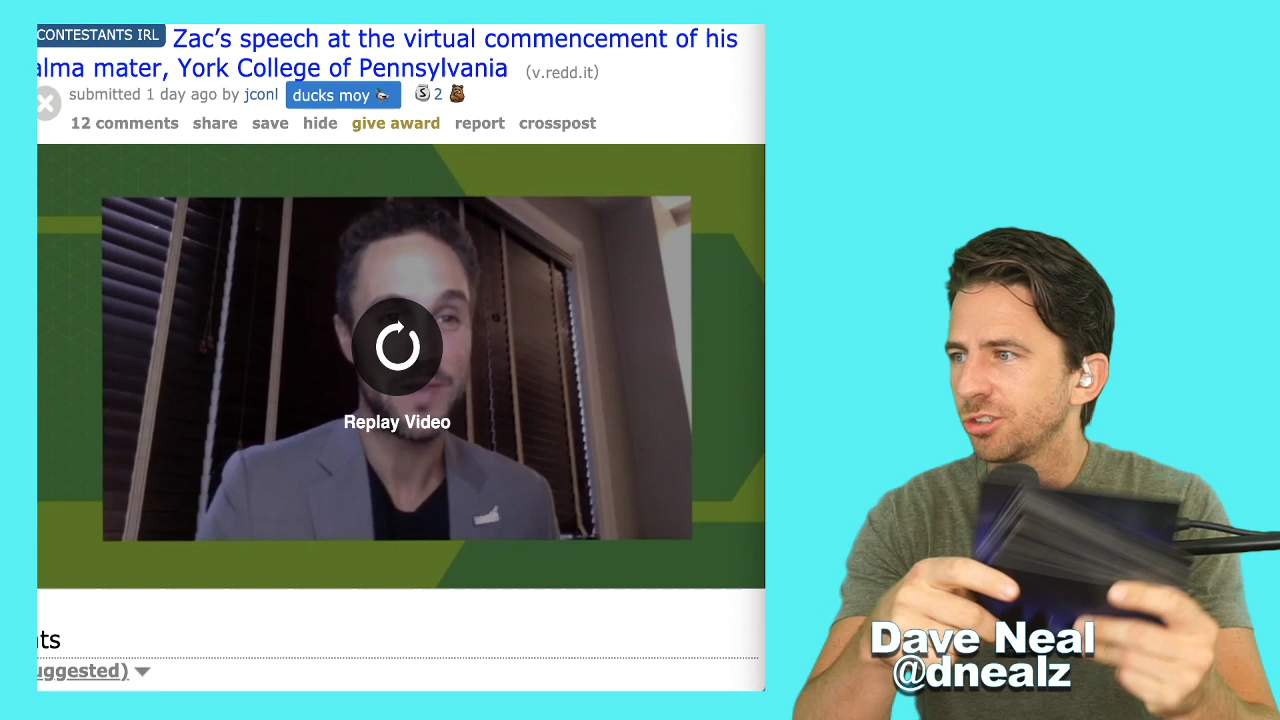 CONTESTANTS IRL Zac’s speech at the virtual commencement of his
alma mater, York College of Pennsylvania (v.redd.it)
submitted 1 day ago by jconl ducks moy 2
12 comments share save hide give award report crosspost
Replay Video
nts
uggested)
Dave Neal
@dnealz